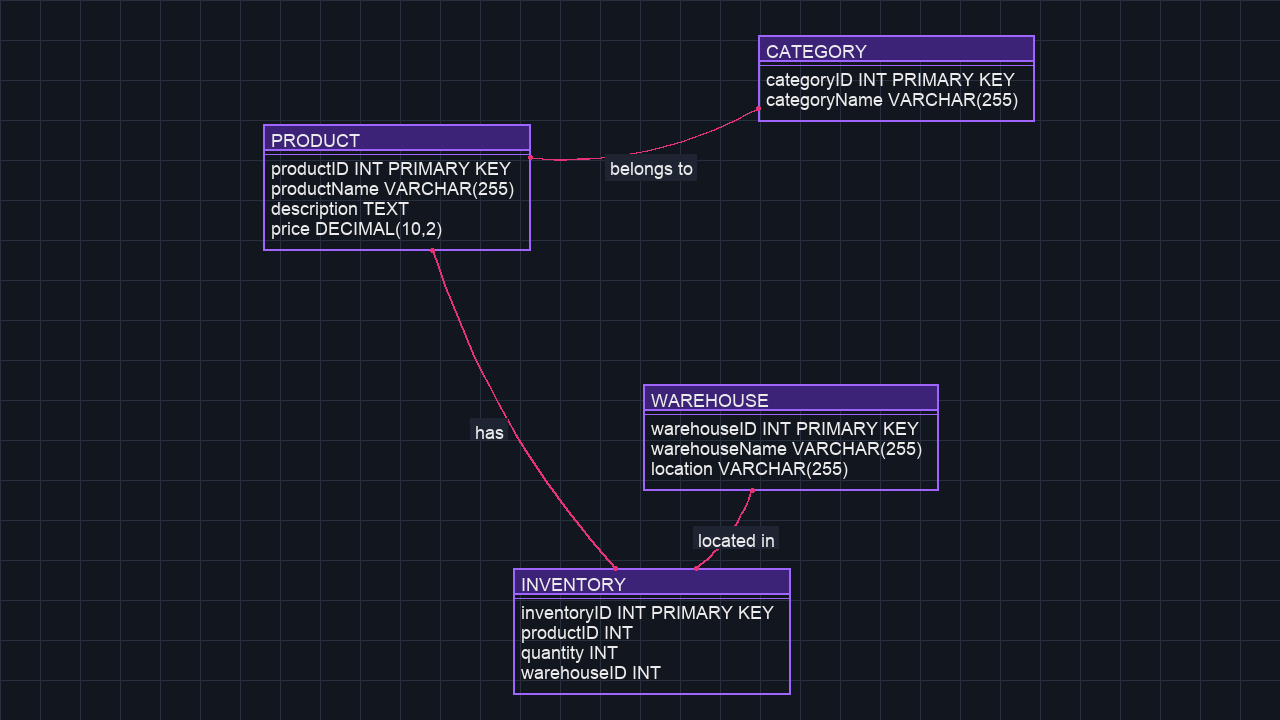 CATEGORY
categoryID INT PRIMARY KEY
categoryName VARCHAR(255)
PRODUCT
productID INT PRIMARY KEY
productName VARCHAR(255)
description TEXT
price DECIMAL(10,2)
belongs to
has
WAREHOUSE
warehouseID INT PRIMARY KEY
warehouseName VARCHAR(255)
location VARCHAR(255)
located in
INVENTORY
inventoryID INT PRIMARY KEY
productID INT
quantity INT
warehouseID INT